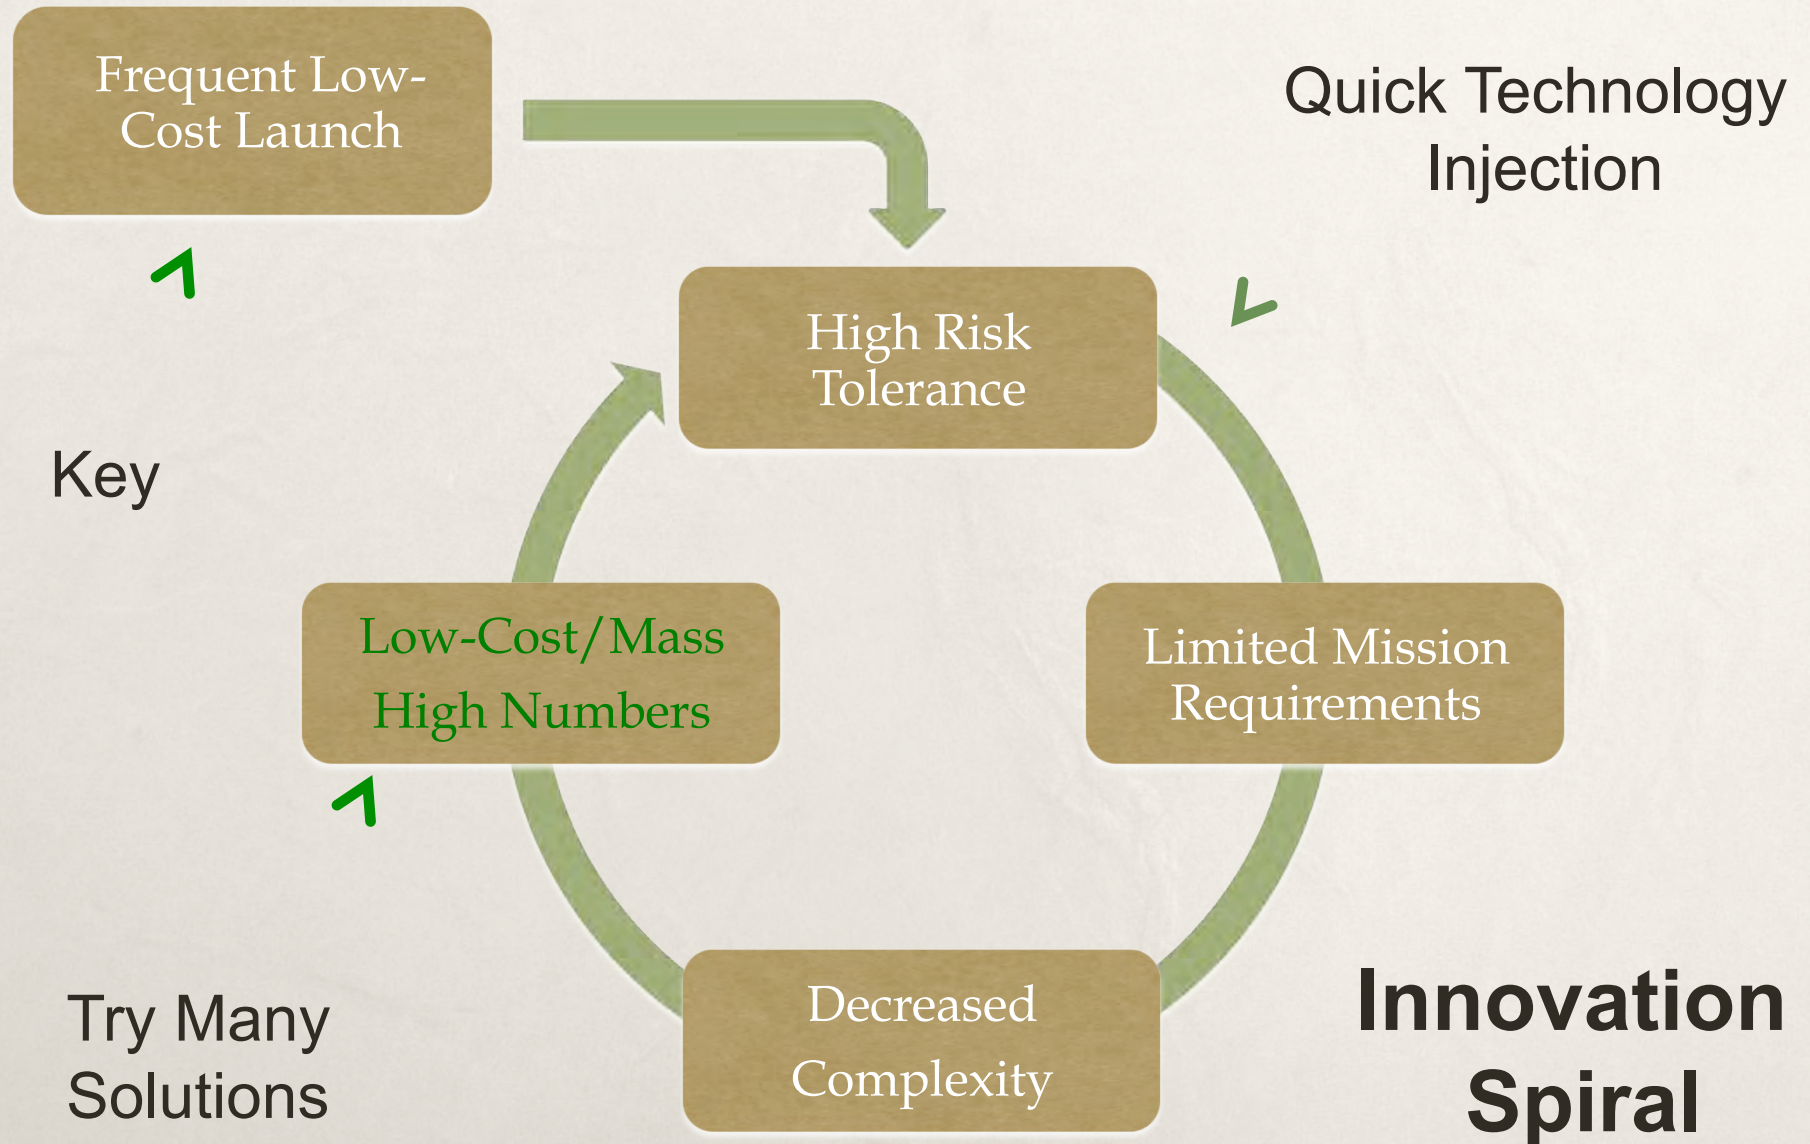 Frequent Low-
Cost Launch
Quick Technology
Injection
High Risk
Tolerance
Key
Low-Cost/Mass
High Numbers
Limited Mission
Requirements
Decreased
Complexity
Try Many
Solutions
Innovation
Spiral